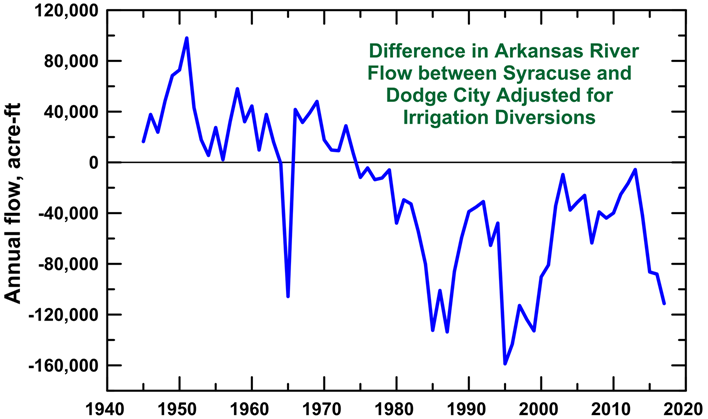 120,000
80,000
40,000
0
-40,000
-80,000
-120,000
-160,000
Annual flow, acre-ft
Difference in Arkansas River
Flow between Syracuse and
Dodge City Adjusted for
Irrigation Diversions
1940 1950 1960 1970 1980 1990 2000 2010 2020